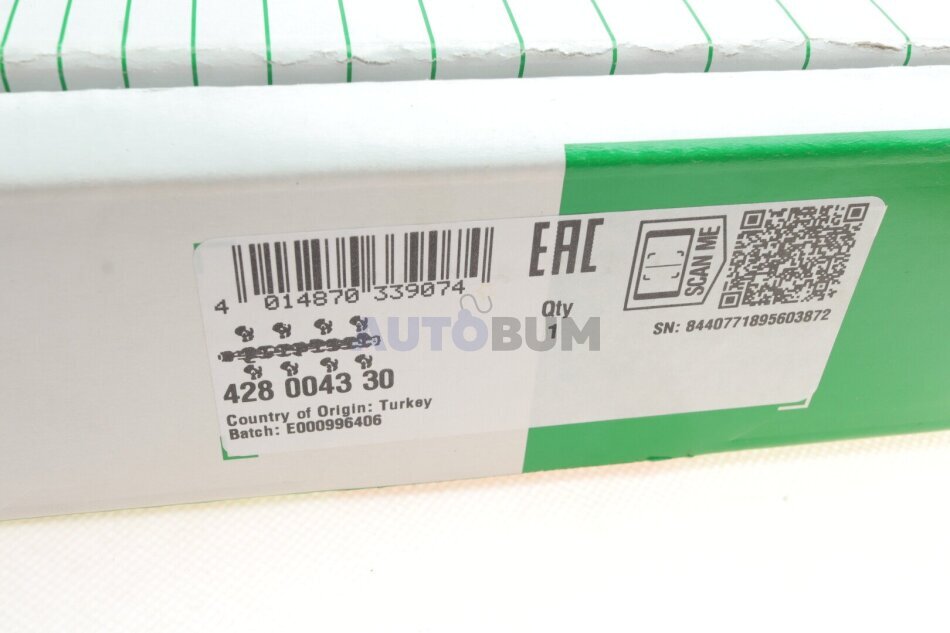 EAC
SCAN ME
4 014870 339074
Qty
1
SN: 8440771895603872
AUTOBUM
428 0043 30
Country of Origin: Turkey
Batch: E000996406